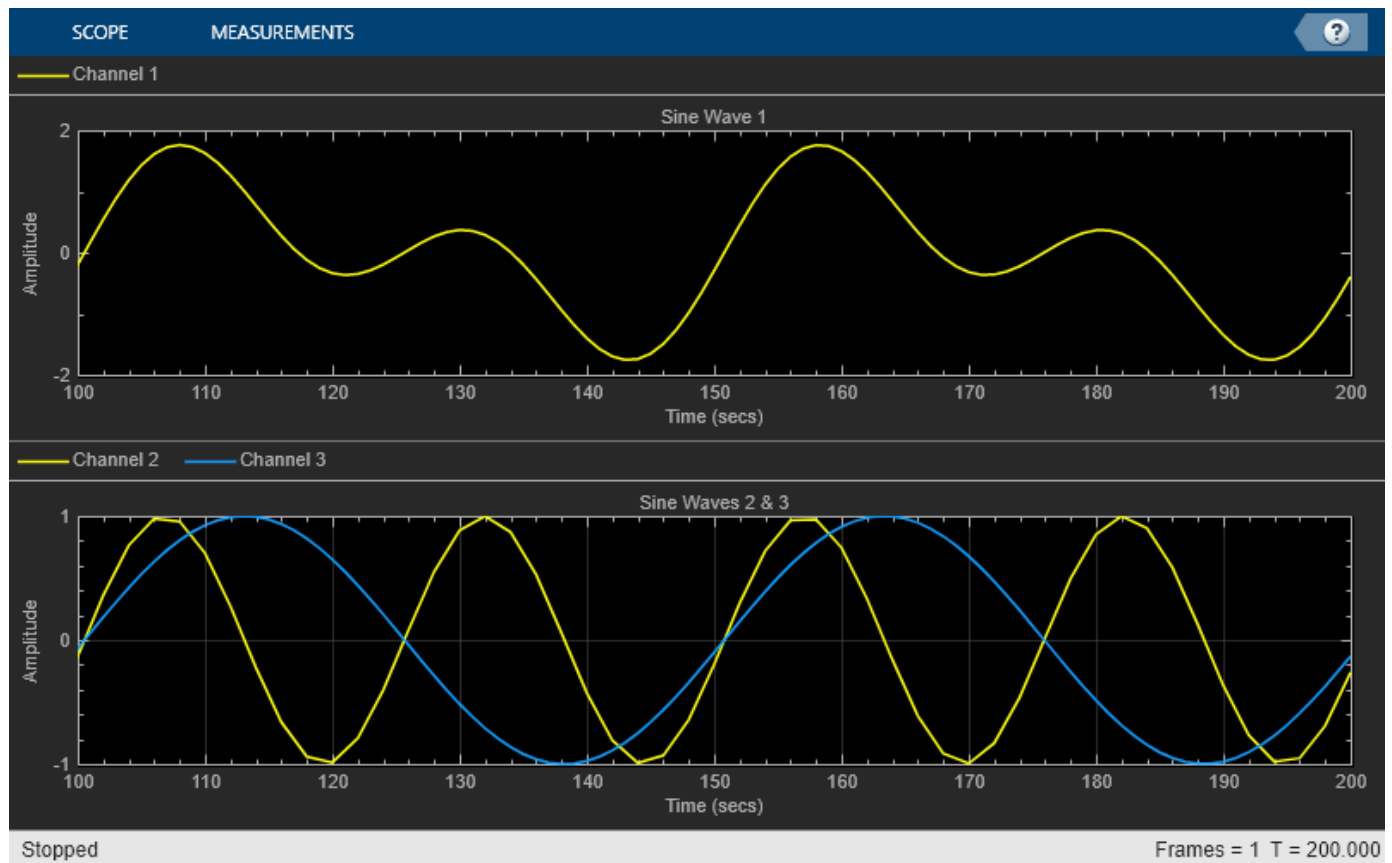 SCOPE MEASUREMENTS ?
Channel 1
Sine Wave 1
2
0
-2
Amplitude
100 110 120 130 140 150 160 170 180 190 200
Time (secs)
Channel 2 Channel 3
Sine Waves 2 & 3
1
0
-1
Amplitude
100 110 120 130 140 150 160 170 180 190 200
Time (secs)
Stopped Frames = 1 T = 200.000